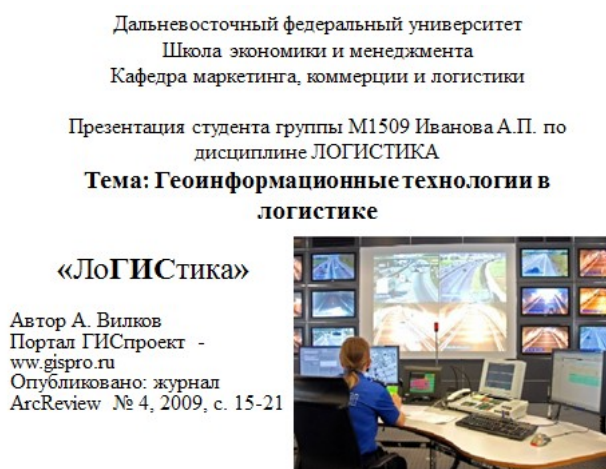 Дальневосточный федеральный университет
Школа экономики и менеджмента
Кафедра маркетинга, коммерции и логистики
Презентация студента группы М1509 Иванова А.П. по
дисциплине ЛОГИСТИКА
Тема: Геоинформационные технологии в
логистике
«ЛоГИСтика»
Автор А. Вилков
Портал ГИСпроект -
ww.gispro.ru
Опубликовано: журнал
ArcReview № 4, 2009, с. 15-21